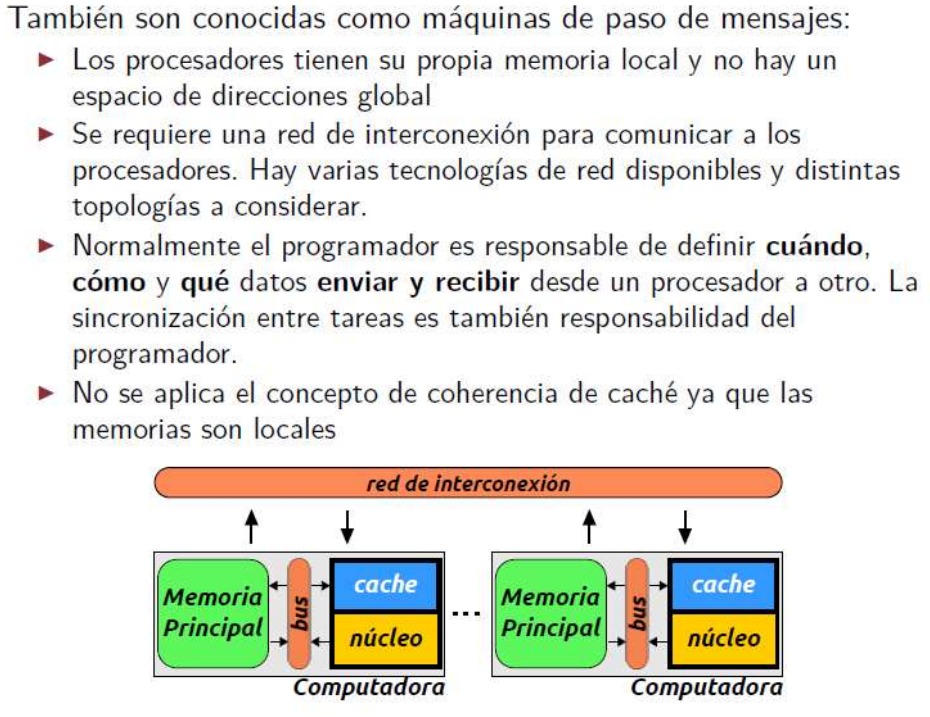 También son conocidas como máquinas de paso de mensajes:
Los procesadores tienen su propia memoria local y no hay un
espacio de direcciones global
Se requiere una red de interconexión para comunicar a los
procesadores. Hay varias tecnologías de red disponibles y distintas
topologías a considerar.
Normalmente el programador es responsable de definir cuándo,
cómo y qué datos enviar y recibir desde un procesador a otro. La
sincronización entre tareas es también responsabilidad del
programador.
No se aplica el concepto de coherencia de caché ya que las
memorias son locales
red de interconexión
Memoria
Principal
bus
cache
núcleo
Computadora
...
Memoria
Principal
bus
cache
núcleo
Computadora